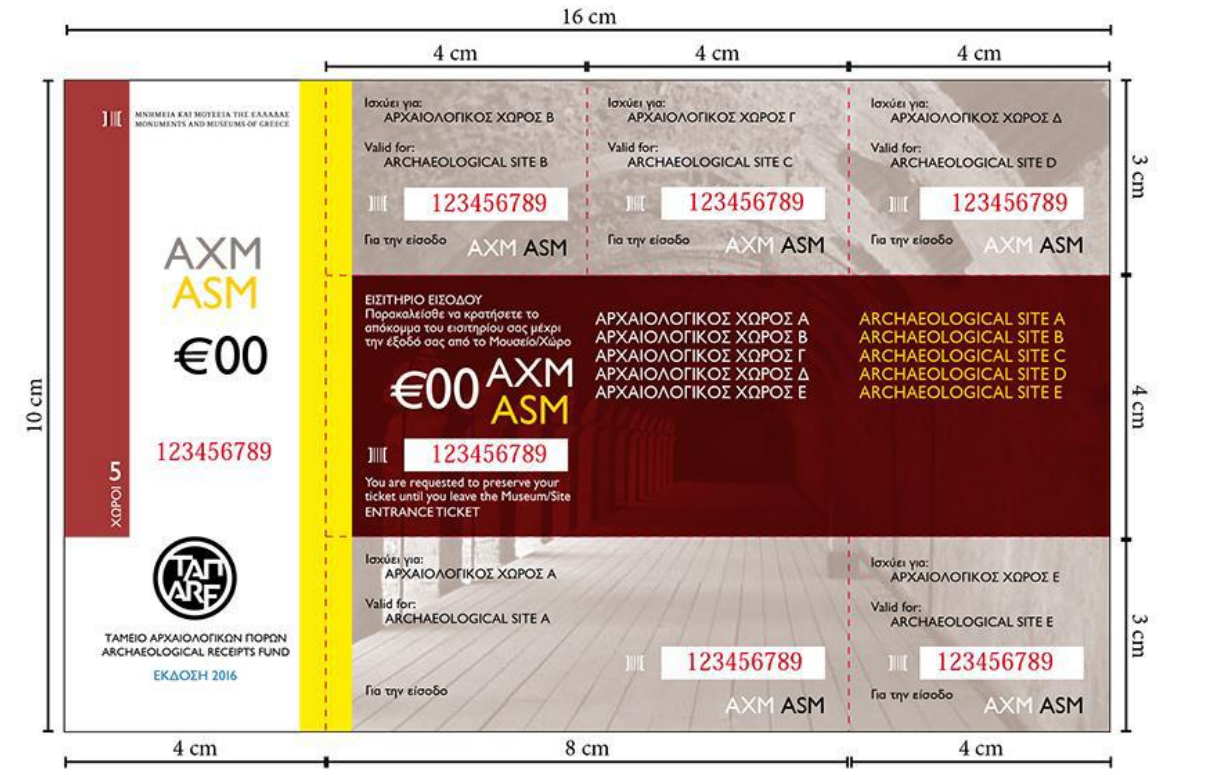 16 cm
4 cm
4 cm
4 cm
10 cm
ΜΝΗΜΕΙΑ ΚΑΙ ΜΟΥΣΕΙΑ ΤΗΣ ΕΛΛΑΔΑΣ
MONUMENTS AND MUSEUMS OF GREECE
ΑΧΜ
ASM
€00
123456789
ΧΩΡΟΙ 5
ΤΑΠ
ARF
ΤΑΜΕΙΟ ΑΡΧΑΙΟΛΟΓΙΚΩΝ ΠΟΡΩΝ
ARCHAEOLOGICAL RECEIPTS FUND
ΕΚΔΟΣΗ 2016
Ισχύει για:
ΑΡΧΑΙΟΛΟΓΙΚΟΣ ΧΩΡΟΣ Β
Valid for:
ARCHAEOLOGICAL SITE B
123456789
Για την είσοδο
ΑΧΜ ASM
Ισχύει για:
ΑΡΧΑΙΟΛΟΓΙΚΟΣ ΧΩΡΟΣ Γ
Valid for:
ARCHAEOLOGICAL SITE C
123456789
Για την είσοδο
ΑΧΜ ASM
Ισχύει για:
ΑΡΧΑΙΟΛΟΓΙΚΟΣ ΧΩΡΟΣ Δ
Valid for:
ARCHAEOLOGICAL SITE D
123456789
Για την είσοδο
ΑΧΜ ASM
3 cm
ΕΙΣΙΤΗΡΙΟ ΕΙΣΟΔΟΥ
Παρακαλείσθε να κρατήσετε το
απόκομμα του εισιτηρίου σας μέχρι
την έξοδό σας από το Μουσείο/Χώρο
€00 ΑΧΜ
ASM
123456789
You are requested to preserve your
ticket until you leave the Museum/Site
ENTRANCE TICKET
ΑΡΧΑΙΟΛΟΓΙΚΟΣ ΧΩΡΟΣ Α
ΑΡΧΑΙΟΛΟΓΙΚΟΣ ΧΩΡΟΣ Β
ΑΡΧΑΙΟΛΟΓΙΚΟΣ ΧΩΡΟΣ Γ
ΑΡΧΑΙΟΛΟΓΙΚΟΣ ΧΩΡΟΣ Δ
ΑΡΧΑΙΟΛΟΓΙΚΟΣ ΧΩΡΟΣ Ε
ARCHAEOLOGICAL SITE A
ARCHAEOLOGICAL SITE B
ARCHAEOLOGICAL SITE C
ARCHAEOLOGICAL SITE D
ARCHAEOLOGICAL SITE E
4 cm
Ισχύει για:
ΑΡΧΑΙΟΛΟΓΙΚΟΣ ΧΩΡΟΣ Α
Valid for:
ARCHAEOLOGICAL SITE A
123456789
Για την είσοδο
ΑΧΜ ASM
Ισχύει για:
ΑΡΧΑΙΟΛΟΓΙΚΟΣ ΧΩΡΟΣ Ε
Valid for:
ARCHAEOLOGICAL SITE E
123456789
Για την είσοδο
ΑΧΜ ASM
3 cm
4 cm
8 cm
4 cm